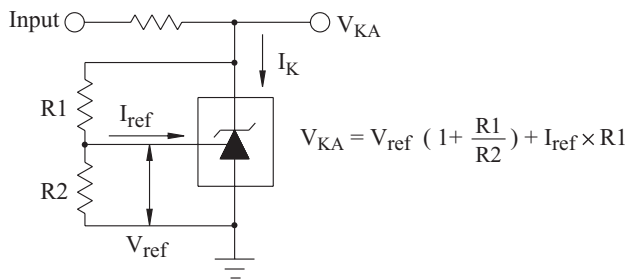 Input
V_KA
I_K
R1
I_ref
V_KA = V_ref ( 1+ R1/R2 ) + I_ref × R1
R2
V_ref